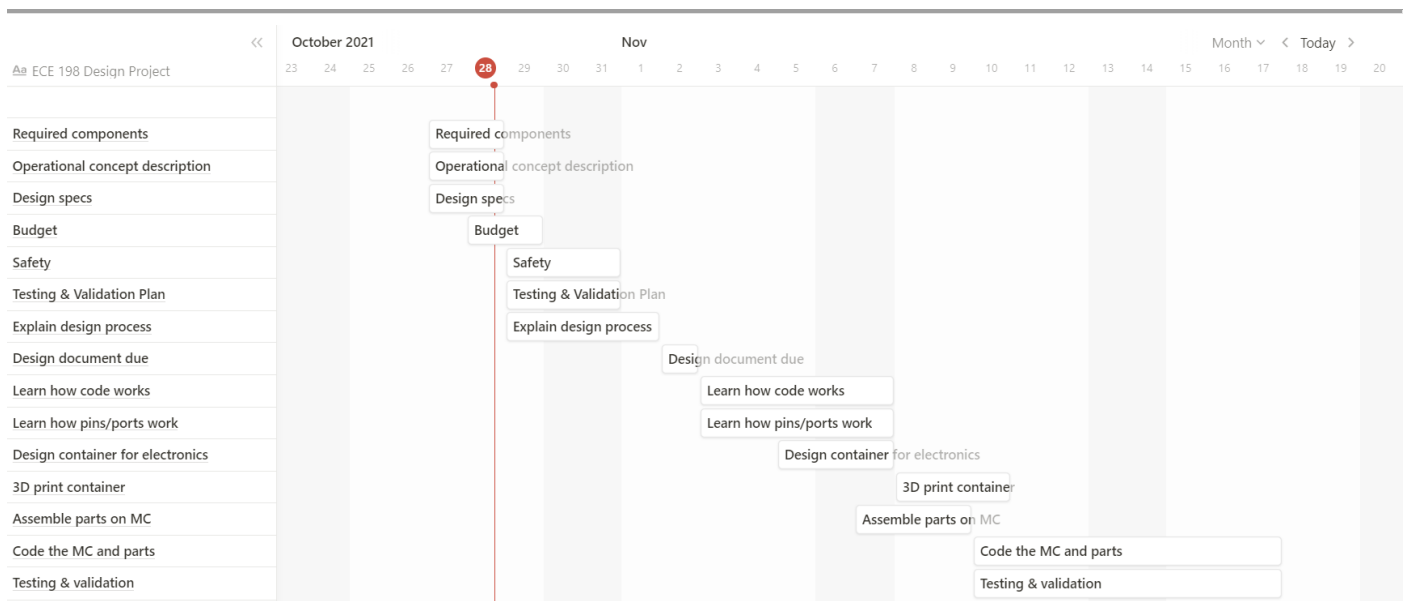 October 2021 Nov Month Today
Aa ECE 198 Design Project 23 24 25 26 27 28 29 30 31 1 2 3 4 5 6 7 8 9 10 11 12 13 14 15 16 17 18 19 20
Required components Required components
Operational concept description Operational concept description
Design specs Design specs
Budget Budget
Safety Safety
Testing & Validation Plan Testing & Validation Plan
Explain design process Explain design process
Design document due Design document due
Learn how code works Learn how code works
Learn how pins/ports work Learn how pins/ports work
Design container for electronics Design container for electronics
3D print container 3D print container
Assemble parts on MC Assemble parts on MC
Code the MC and parts Code the MC and parts
Testing & validation Testing & validation